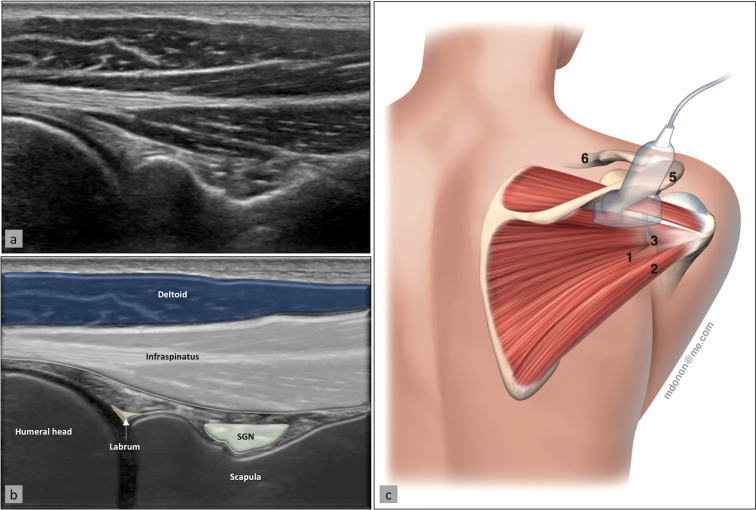 a
Deltoid
Infraspinatus
Humeral head
Labrum
SGN
Scapula
b
6
5
3
1
2
mdonon@me.com
c